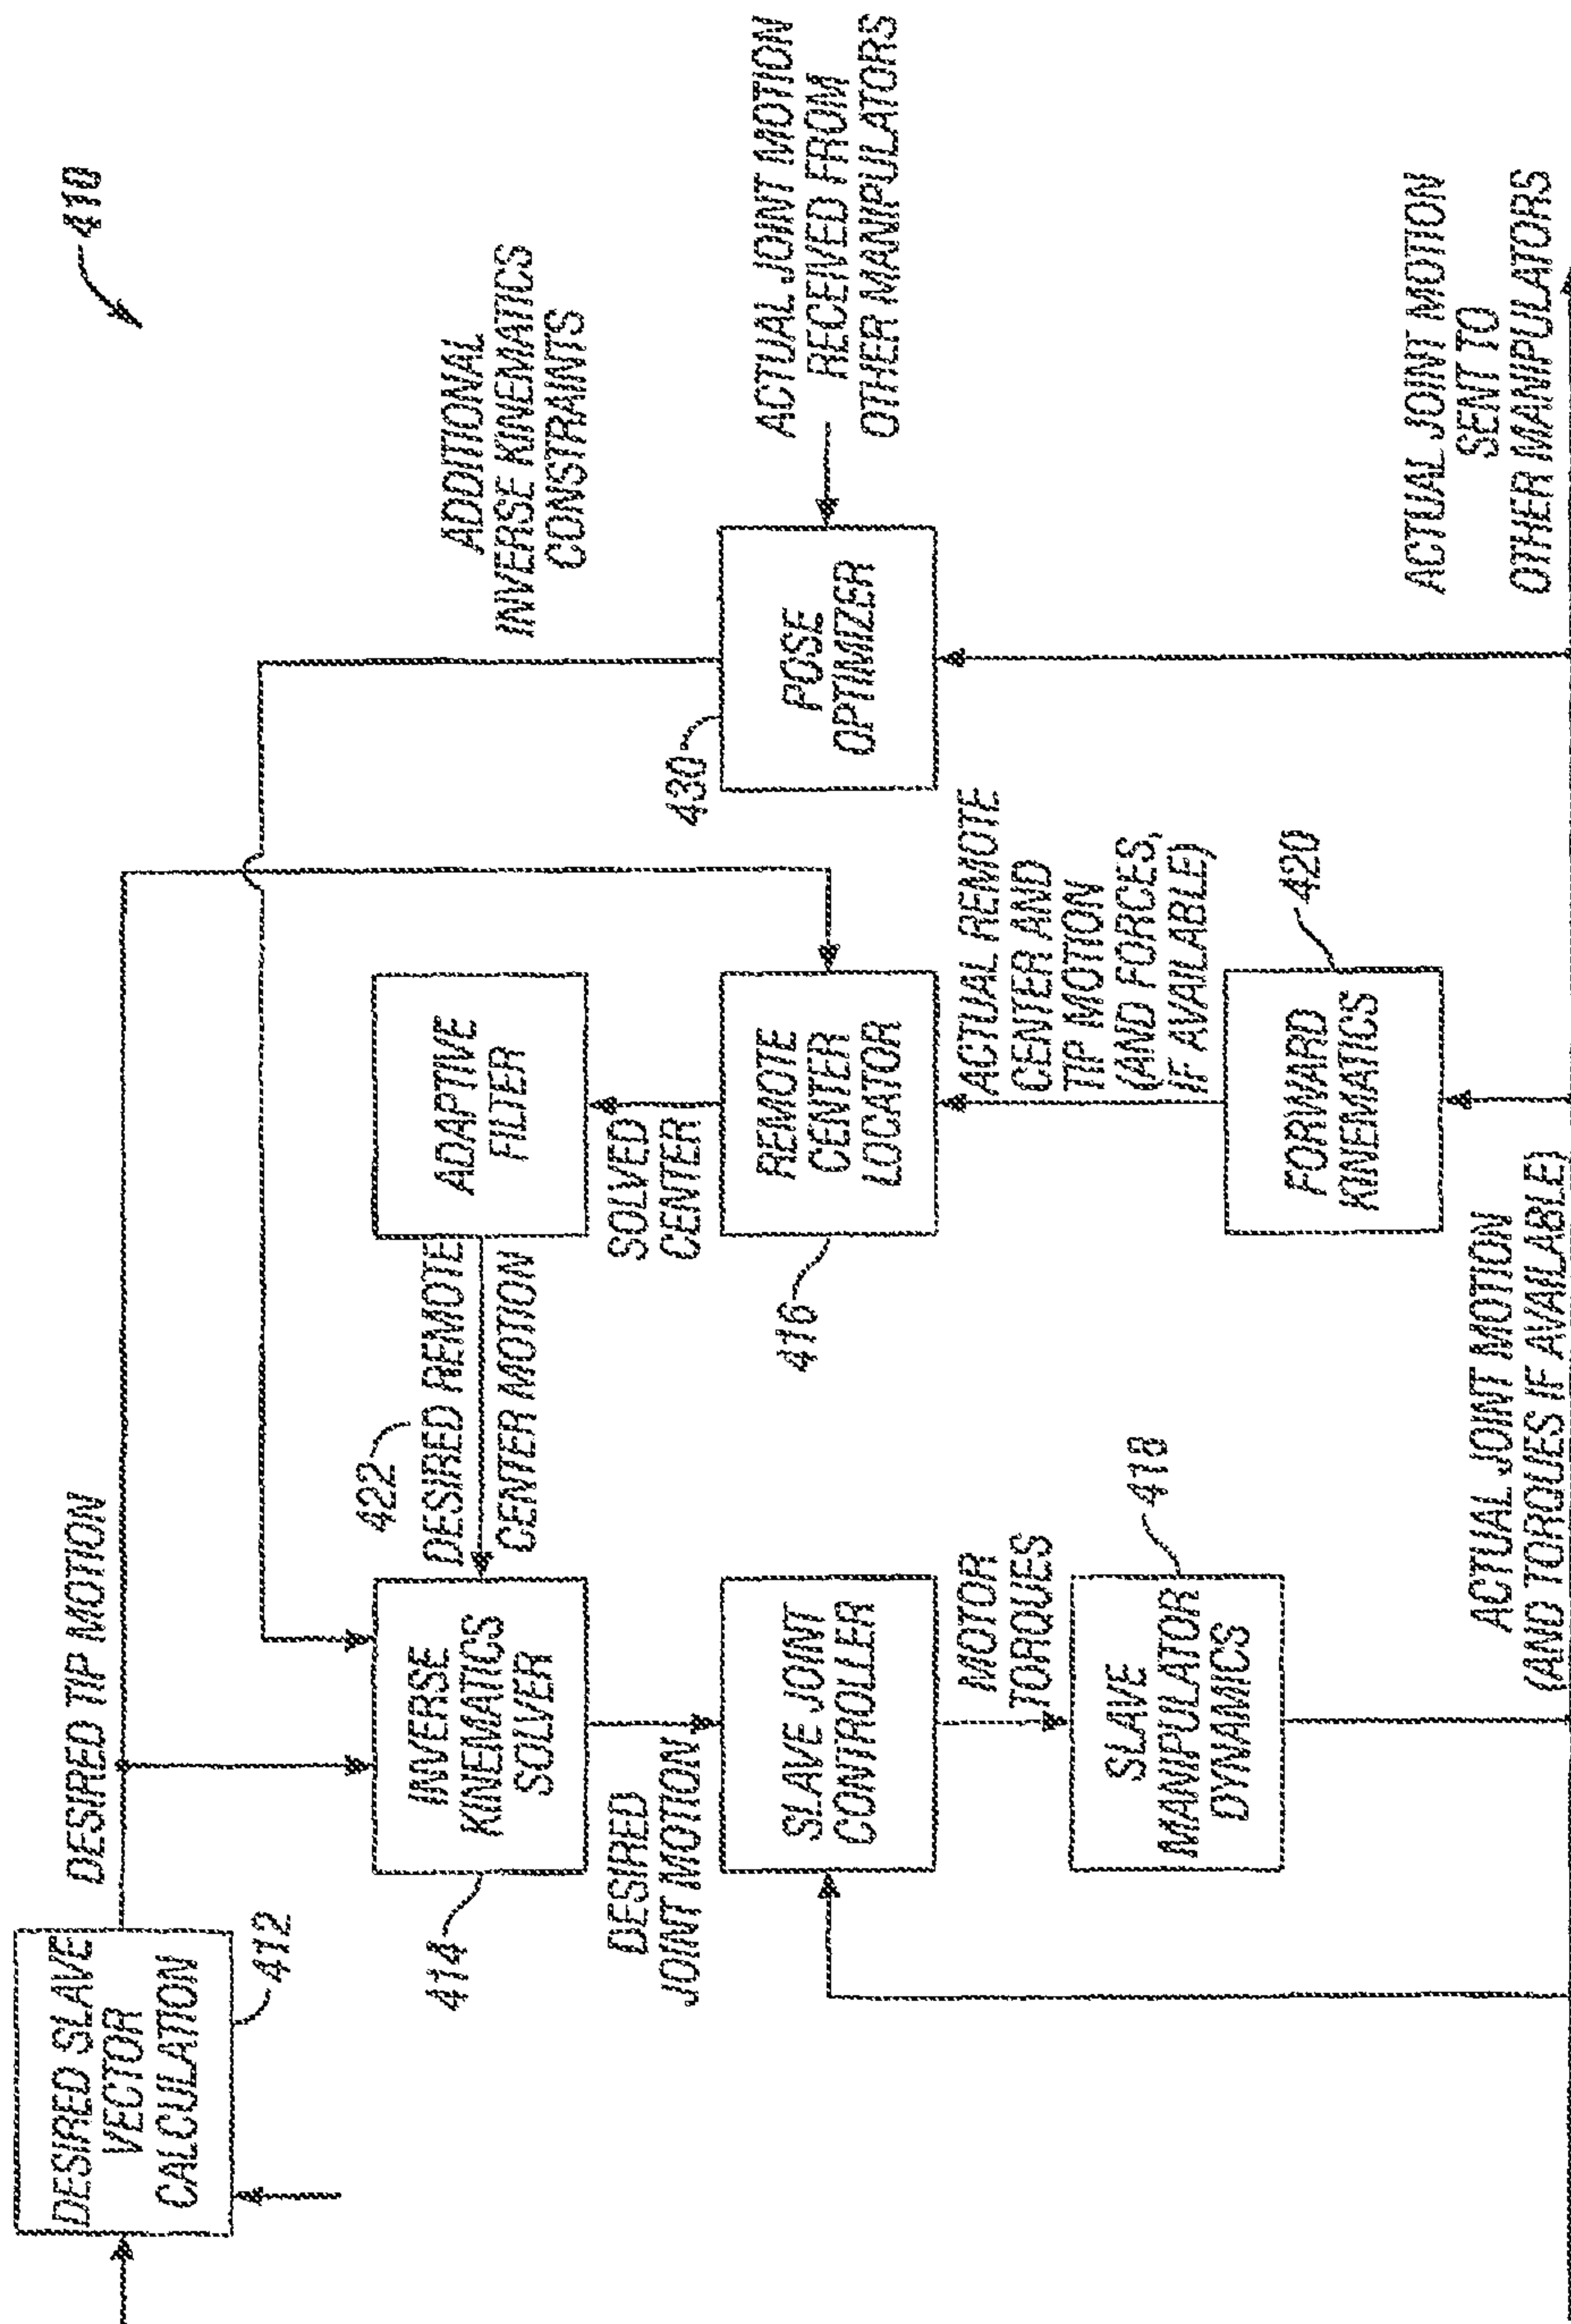 410
DESIRED SLAVE
VECTOR
CALCULATION
412
DESIRED TIP MOTION
ADDITIONAL
INVERSE KINEMATICS
CONSTRAINTS
INVERSE
KINEMATICS
SOLVER
414
422
DESIRED REMOTE
CENTER MOTION
ADAPTIVE
FILTER
DESIRED
JOINT MOTION
SOLVED
CENTER
SLAVE JOINT
CONTROLLER
REMOTE
CENTER
LOCATOR
416
430
POSE
OPTIMIZER
ACTUAL JOINT MOTION
RECEIVED FROM
OTHER MANIPULATORS
MOTOR
TORQUES
ACTUAL REMOTE
CENTER AND
TIP MOTION
(AND FORCES,
IF AVAILABLE)
SLAVE
MANIPULATOR
DYNAMICS
418
FORWARD
KINEMATICS
420
ACTUAL JOINT MOTION
(AND TORQUES IF AVAILABLE)
ACTUAL JOINT MOTION
SENT TO
OTHER MANIPULATORS